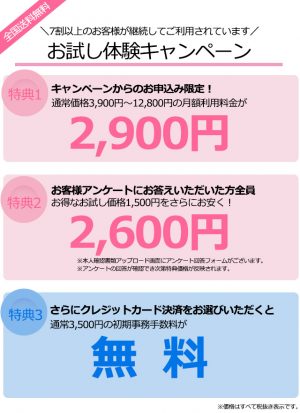 全国送料無料
＼7割以上のお客様が継続してご利用されています／
お試し体験キャンペーン
特典1
キャンペーンからのお申込み限定！
通常価格3,900円〜12,800円の月額利用料金が
2,900円
特典2
お客様アンケートにお答えいただいた方全員
お得なお試し価格1,500円をさらにお安く！
2,600円
※本人確認書類アップロード画面にアンケート回答フォームがございます。
※アンケートの回答が確認でき次第特典価格が反映されます。
特典3
さらにクレジットカード決済をお選びいただくと
通常3,500円の初期事務手数料が
無料
※価格はすべて税抜き表示です。